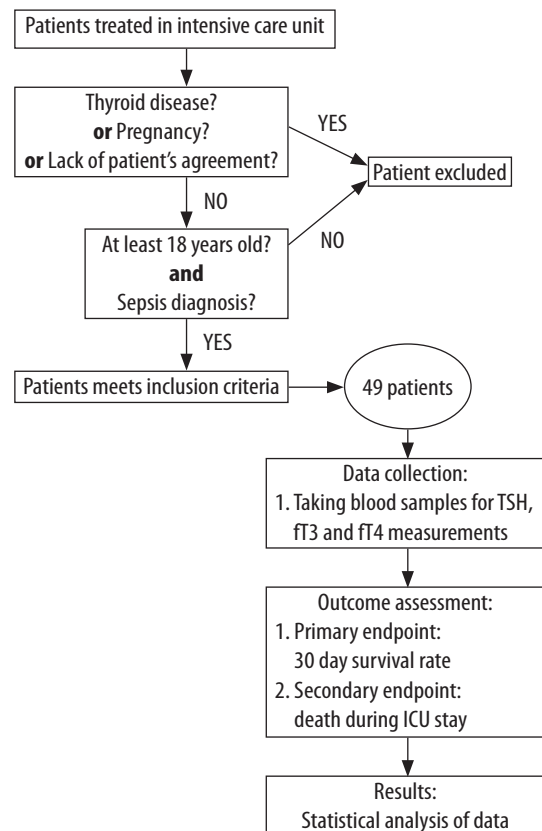 Patients treated in intensive care unit
Thyroid disease?
or Pregnancy?
or Lack of patient's agreement?
YES
Patient excluded
NO
At least 18 years old?
and
Sepsis diagnosis?
NO
YES
Patients meets inclusion criteria
49 patients
Data collection:
1. Taking blood samples for TSH,
fT3 and fT4 measurements
Outcome assessment:
1. Primary endpoint:
30 day survival rate
2. Secondary endpoint:
death during ICU stay
Results:
Statistical analysis of data